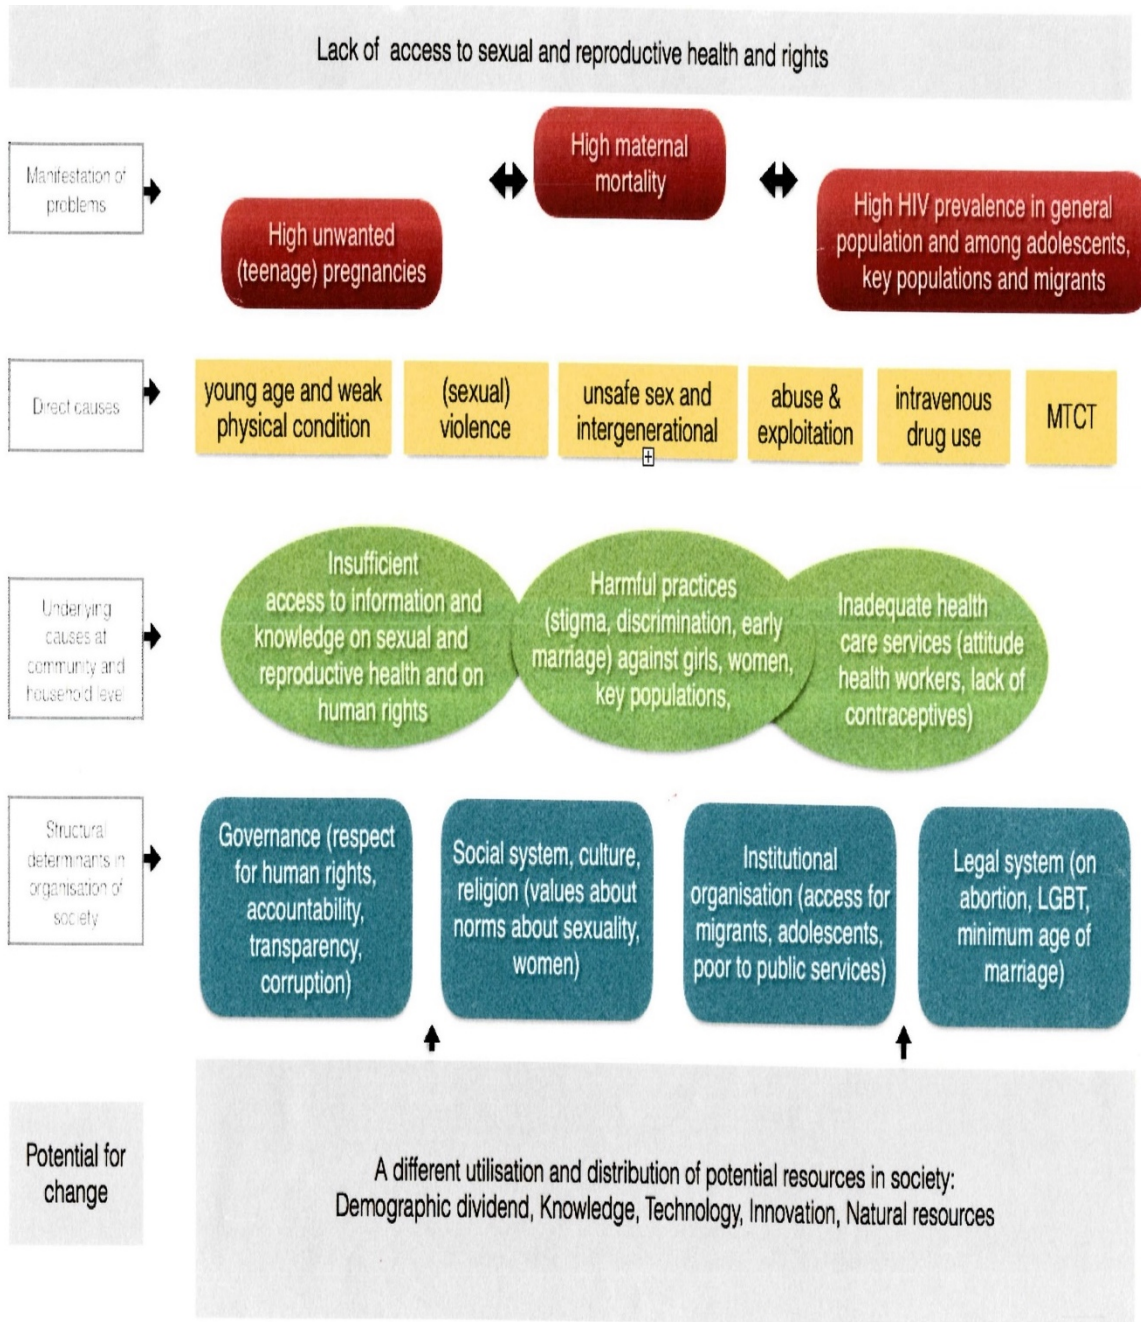 Lack of access to sexual and reproductive health and rights
Manifestation of
problems
High unwanted
(teenage) pregnancies
High maternal
mortality
High HIV prevalence in general
population and among adolescents,
key populations and migrants
Direct causes
young age and weak
physical condition
(sexual)
violence
unsafe sex and
intergenerational
abuse &
exploitation
intravenous
drug use
MTCT
Underlying
causes at
community and
household level
Insufficient
access to information and
knowledge on sexual and
reproductive health and on
human rights
Harmful practices
(stigma, discrimination, early
marriage) against girls, women,
key populations,
Inadequate health
care services (attitude
health workers, lack of
contraceptives)
Structural
determinants in
organisation of
society
Governance (respect
for human rights,
accountability,
transparency,
corruption)
Social system, culture,
religion (values about
norms about sexuality,
women)
Institutional
organisation (access for
migrants, adolescents,
poor to public services)
Legal system (on
abortion, LGBT,
minimum age of
marriage)
Potential for
change
A different utilisation and distribution of potential resources in society:
Demographic dividend, Knowledge, Technology, Innovation, Natural resources